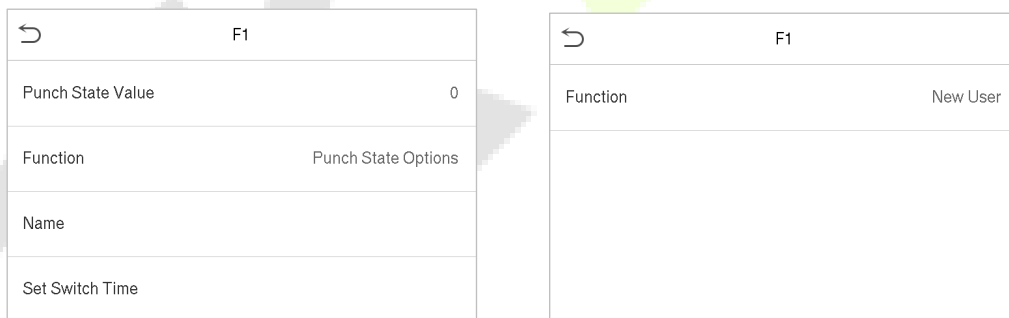 F1
Punch State Value 0
Function Punch State Options
Name
Set Switch Time
F1
Function New User